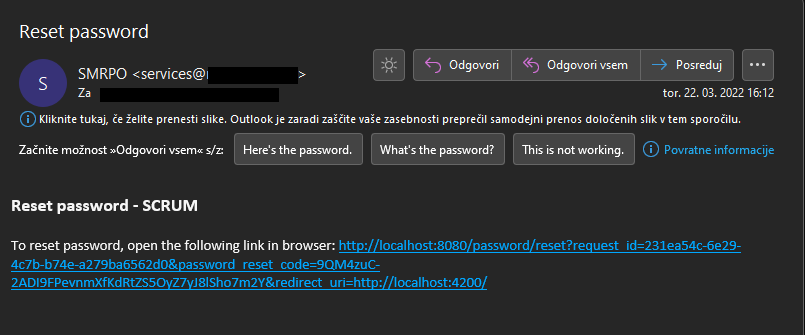 Reset password
S
SMRPO <services@
Za
Odgovori
Odgovori vsem
Posreduj
tor. 22. 03. 2022 16:12
Kliknite tukaj, če želite prenesti slike. Outlook je zaradi zaščite vaše zasebnosti preprečil samodejni prenos določenih slik v tem sporočilu.
Začnite možnost »Odgovori vsem« s/z:
Here's the password.
What's the password?
This is not working.
Povratne informacije
Reset password - SCRUM
To reset password, open the following link in browser: http://localhost:8080/password/reset?request_id=231ea54c-6e29-
4c7b-b74e-a279ba6562d0&password_reset_code=9QM4zuC-
2ADI9FPevnmXfKdRtZS5OyZ7yJ8lSho7m2Y&redirect_uri=http://localhost:4200/